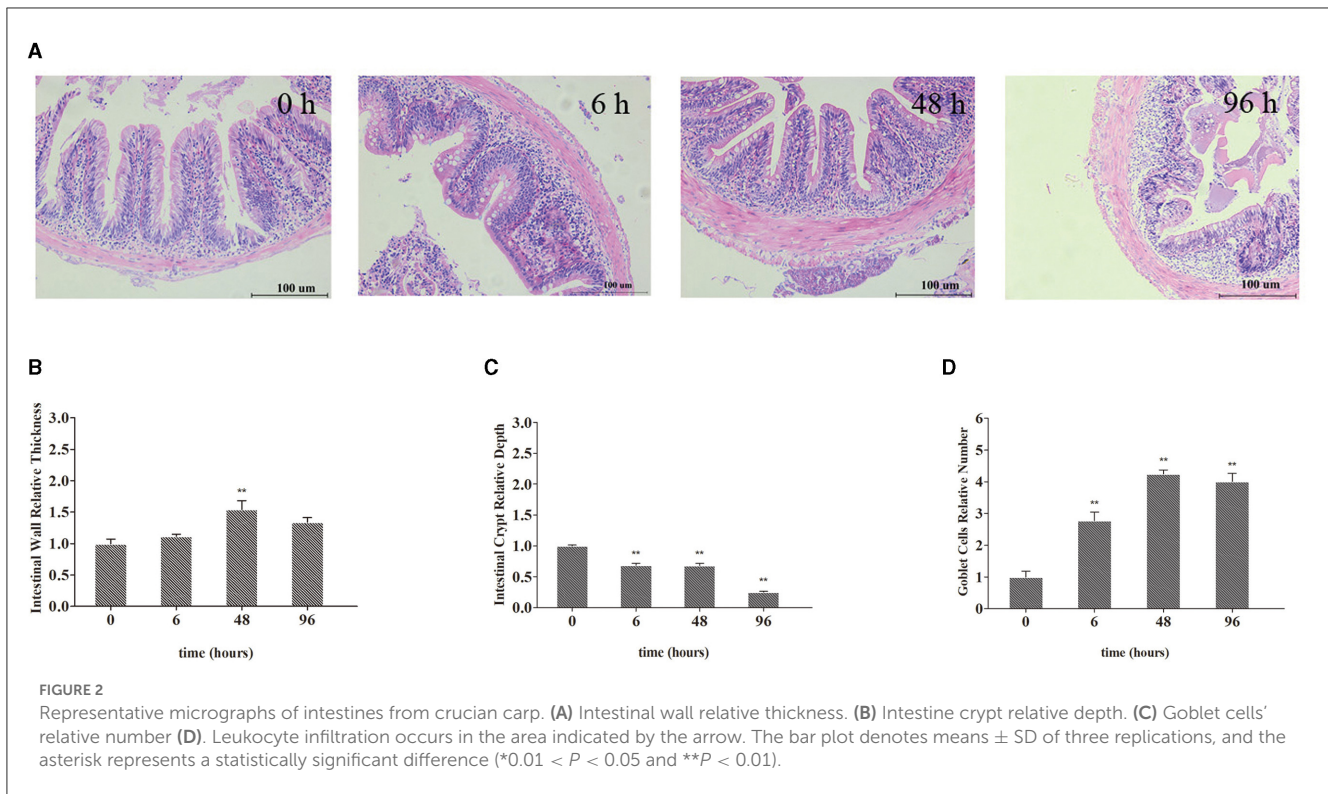 A
0 h
6 h
48 h
96 h
100 um
100 um
100 um
100 um
B
Intestinal Wall Relative Thickness
3.0
2.5
2.0
1.5
1.0
0.5
0.0
**
0
6
48
96
time (hours)
C
Intestinal Crypt Relative Depth
3.0
2.5
2.0
1.5
1.0
0.5
0.0
**
**
**
0
6
48
96
time (hours)
D
Goblet Cells Relative Number
6
5
4
3
2
1
0
**
**
**
0
6
48
96
time (hours)
FIGURE 2
Representative micrographs of intestines from crucian carp. (A) Intestinal wall relative thickness. (B) Intestine crypt relative depth. (C) Goblet cells'
relative number (D). Leukocyte infiltration occurs in the area indicated by the arrow. The bar plot denotes means ± SD of three replications, and the
asterisk represents a statistically significant difference (*0.01 < P < 0.05 and **P < 0.01).